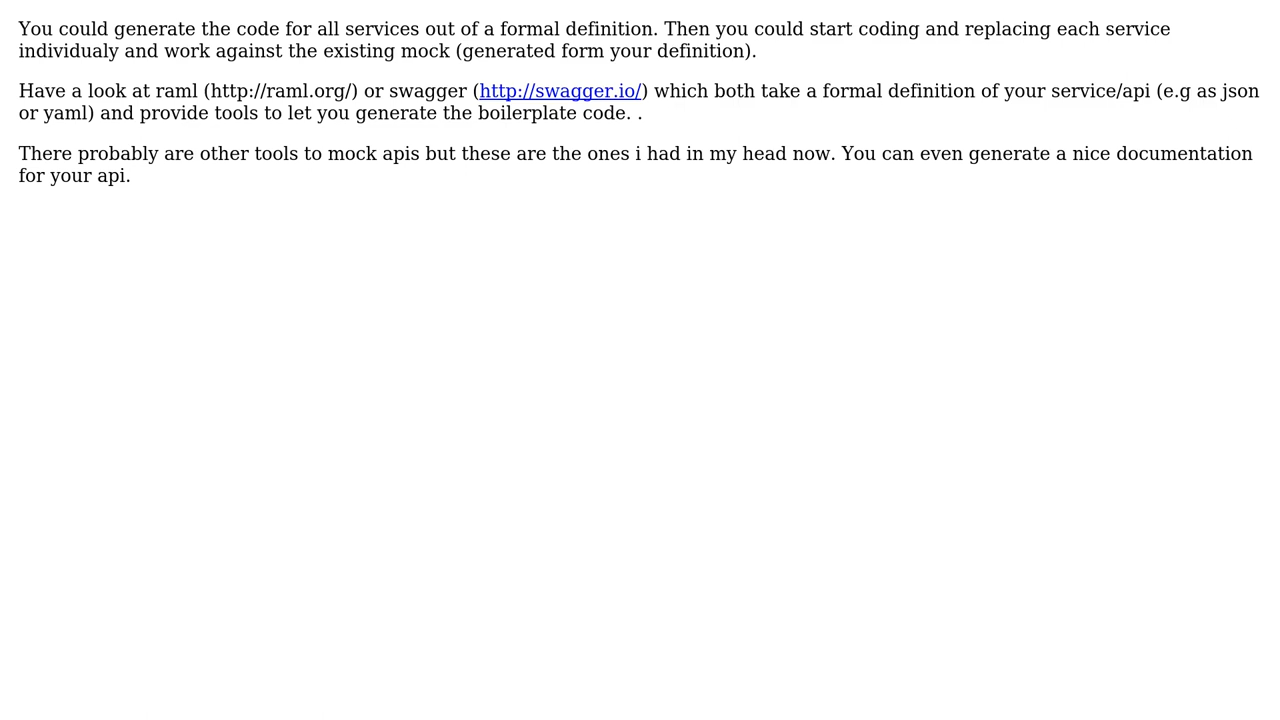 You could generate the code for all services out of a formal definition. Then you could start coding and replacing each service
individualy and work against the existing mock (generated form your definition).
Have a look at raml (http://raml.org/) or swagger (http://swagger.io/) which both take a formal definition of your service/api (e.g as json
or yaml) and provide tools to let you generate the boilerplate code. .
There probably are other tools to mock apis but these are the ones i had in my head now. You can even generate a nice documentation
for your api.